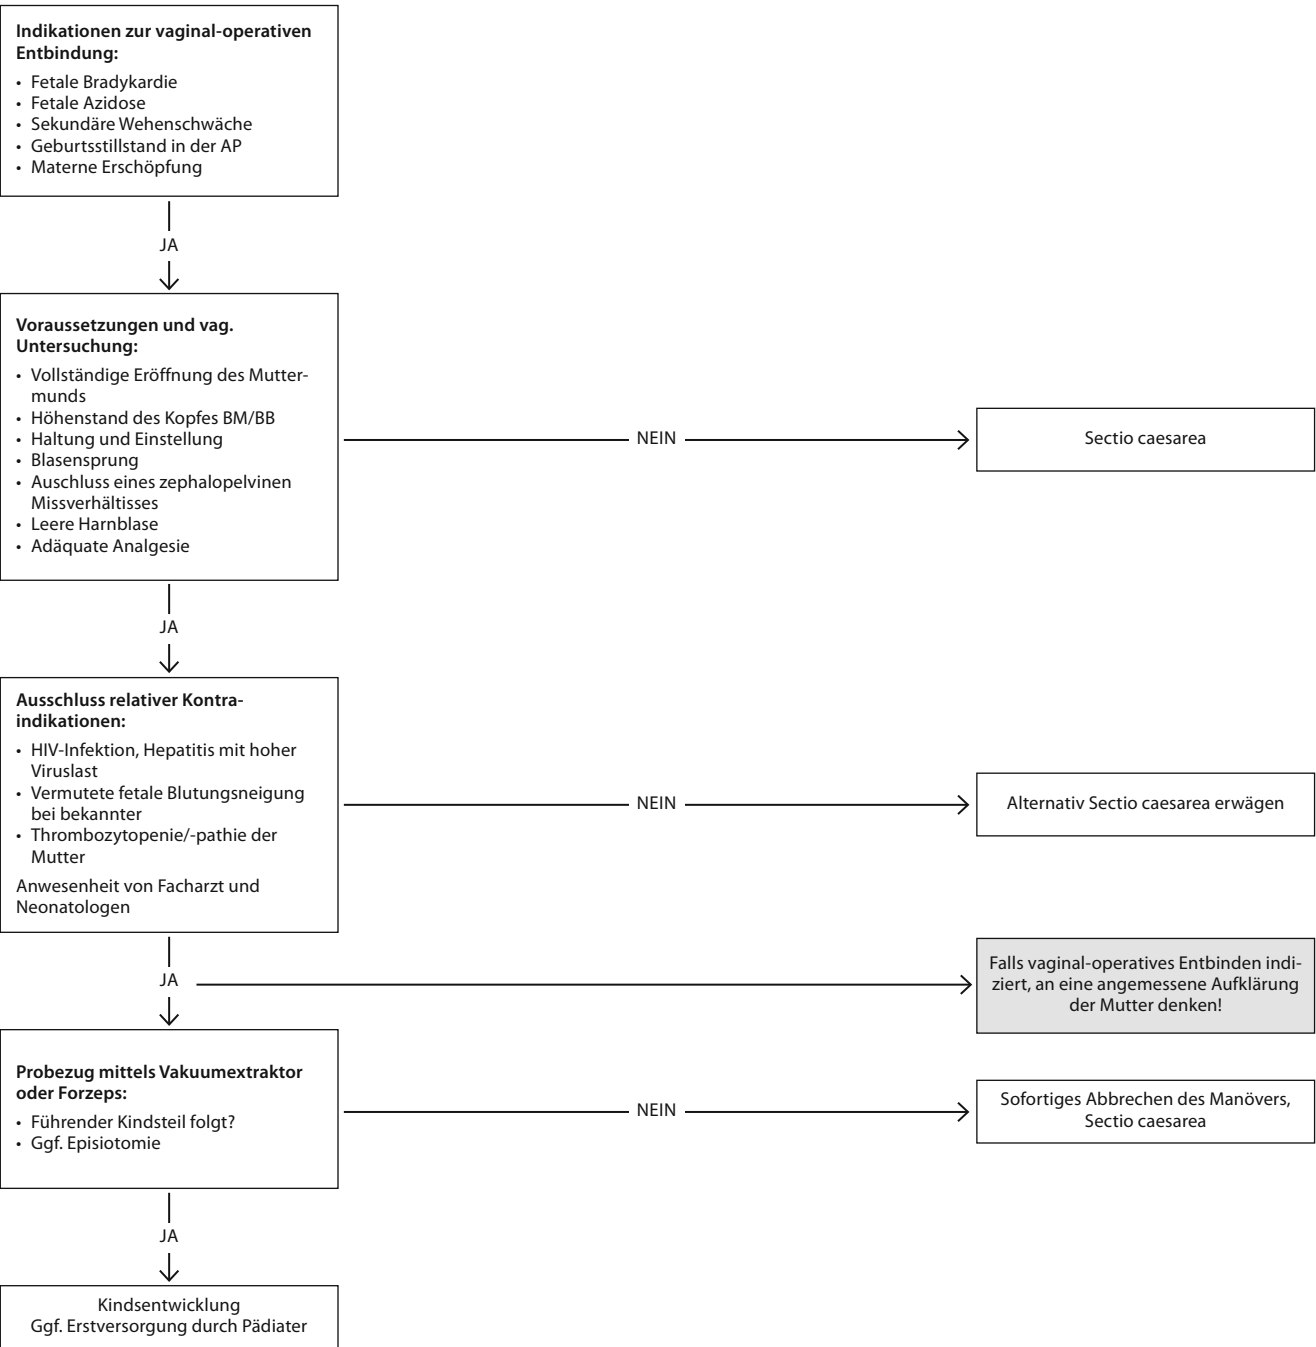 Indikationen zur vaginal-operativen
Entbindung:
• Fetale Bradykardie
• Fetale Azidose
• Sekundäre Wehenschwäche
• Geburtsstillstand in der AP
• Materne Erschöpfung
JA
Voraussetzungen und vag.
Untersuchung:
• Vollständige Eröffnung des Mutter-
munds
• Höhenstand des Kopfes BM/BB
• Haltung und Einstellung
• Blasensprung
• Auschluss eines zephalopelvinen
Missverhältisses
• Leere Harnblase
• Adäquate Analgesie
NEIN
Sectio caesarea
JA
Ausschluss relativer Kontra-
indikationen:
• HIV-Infektion, Hepatitis mit hoher
Viruslast
• Vermutete fetale Blutungsneigung
bei bekannter
• Thrombozytopenie/-pathie der
Mutter
Anwesenheit von Facharzt und
Neonatologen
NEIN
Alternativ Sectio caesarea erwägen
JA
Falls vaginal-operatives Entbinden indi-
ziert, an eine angemessene Aufklärung
der Mutter denken!
Probezug mittels Vakuumextraktor
oder Forzeps:
• Führender Kindsteil folgt?
• Ggf. Episiotomie
NEIN
Sofortiges Abbrechen des Manövers,
Sectio caesarea
JA
Kindsentwicklung
Ggf. Erstversorgung durch Pädiater